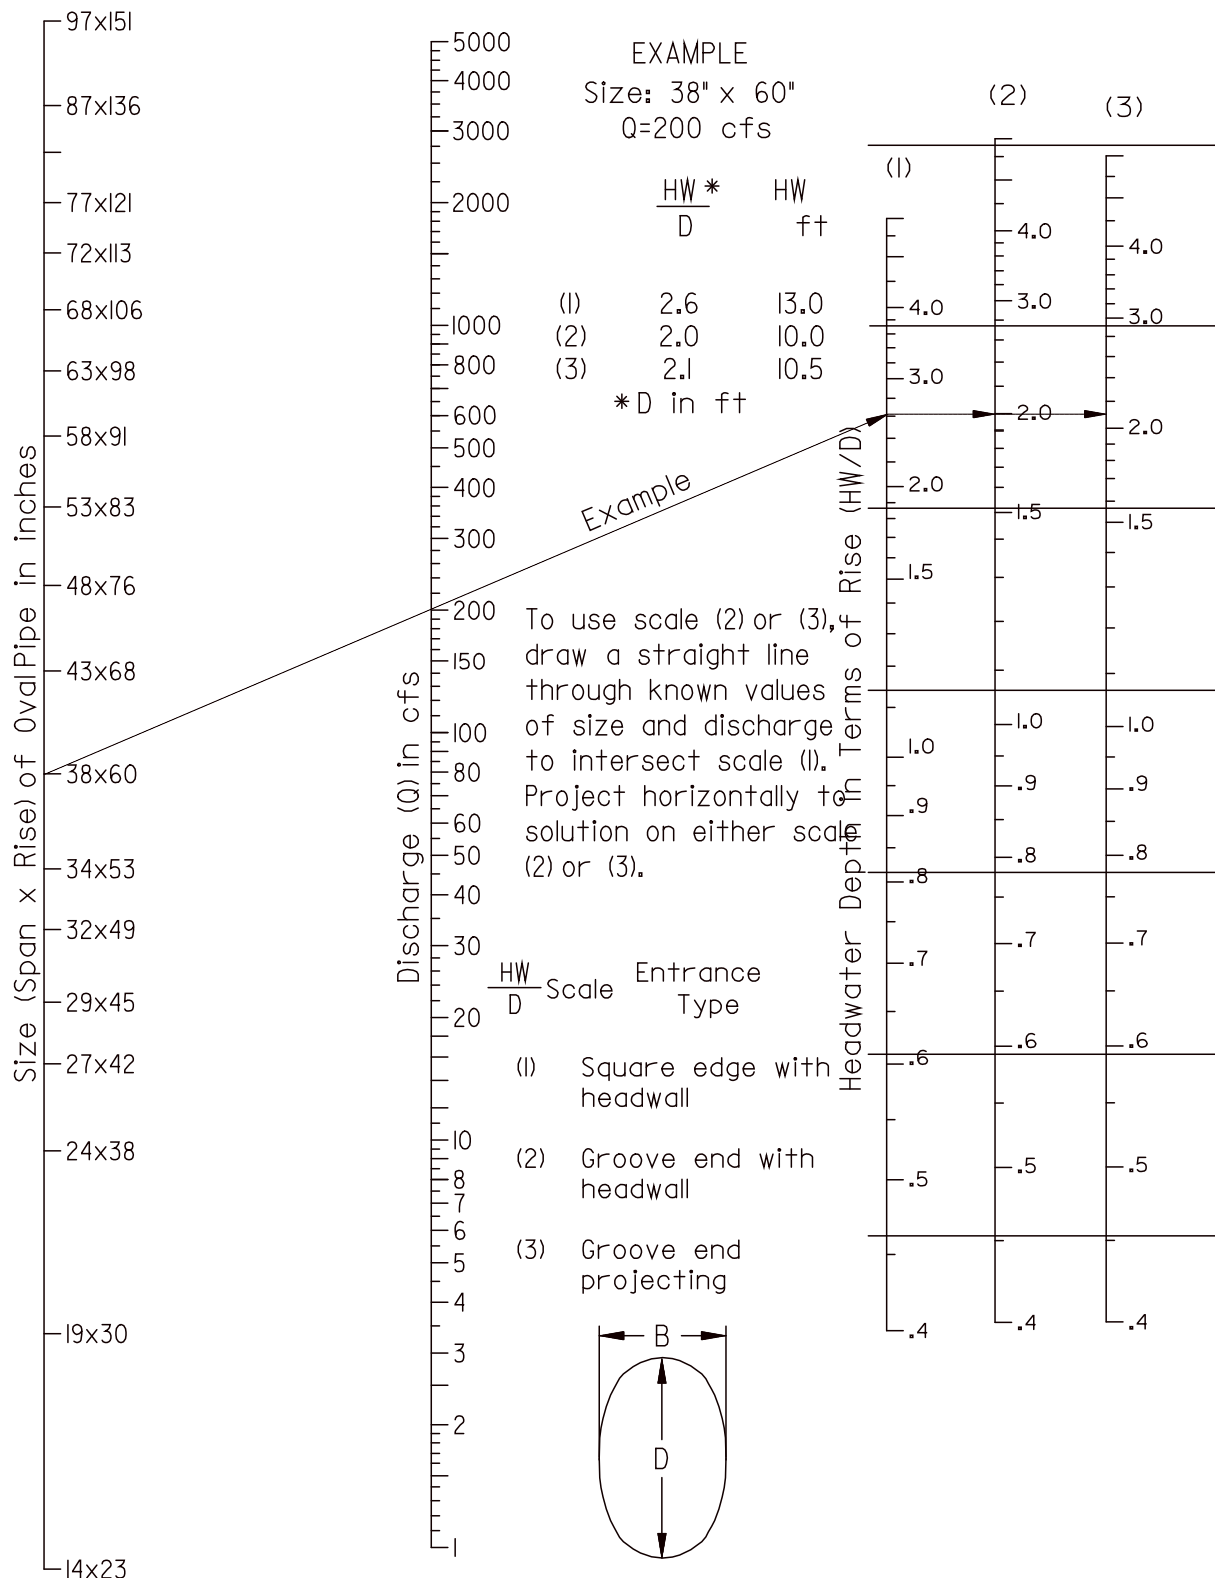 97x151
87x136
77x121
72x113
68x106
63x98
58x91
53x83
48x76
43x68
38x60
34x53
32x49
29x45
27x42
24x38
19x30
14x23
Size (Span x Rise) of Oval Pipe in inches
5000
4000
3000
2000
1000
800
600
500
400
300
200
150
100
80
60
50
40
30
20
10
8
7
6
5
4
3
2
1
Discharge (Q) in cfs
EXAMPLE
Size: 38" x 60"
Q=200 cfs
HW * HW
D ft
(1) 2.6 13.0
(2) 2.0 10.0
(3) 2.1 10.5
*D in ft
Example
To use scale (2) or (3),
draw a straight line
through known values
of size and discharge
to intersect scale (1).
Project horizontally to
solution on either scale
(2) or (3).
HW
D Scale Entrance
Type
(1) Square edge with
headwall
(2) Groove end with
headwall
(3) Groove end
projecting
B
D
Headwater Depth in Terms of Rise (HW/D)
(1)
4.0
3.0
2.0
1.5
1.0
.9
.8
.7
.6
.5
.4
(2)
4.0
3.0
2.0
1.5
1.0
.9
.8
.7
.6
.5
.4
(3)
4.0
3.0
2.0
1.5
1.0
.9
.8
.7
.6
.5
.4